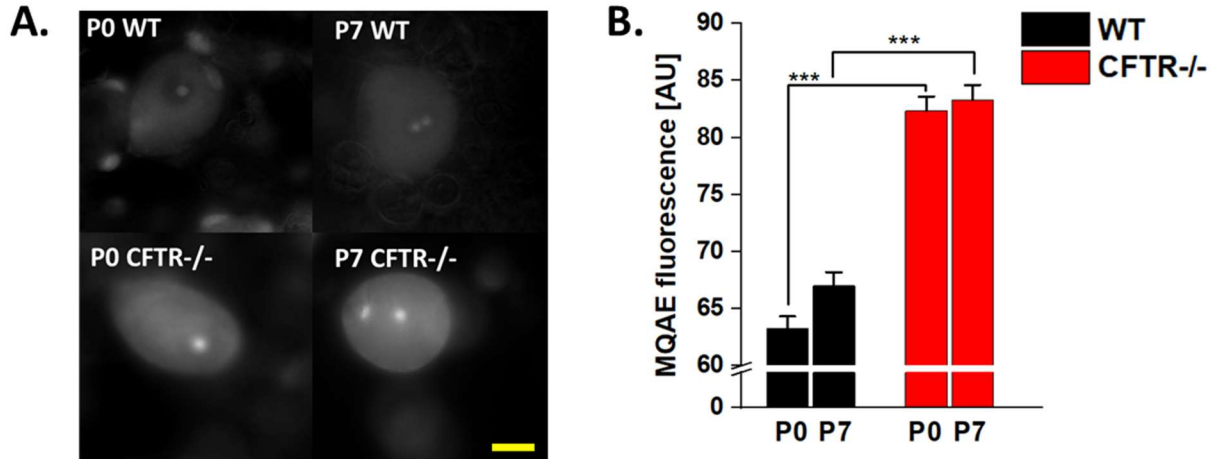 A.
P0 WT
P7 WT
P0 CFTR-/-
P7 CFTR-/-
B.
MQAE fluorescence [AU]
90
85
80
75
70
65
60
0
***
***
P0 P7 P0 P7
WT
CFTR-/-